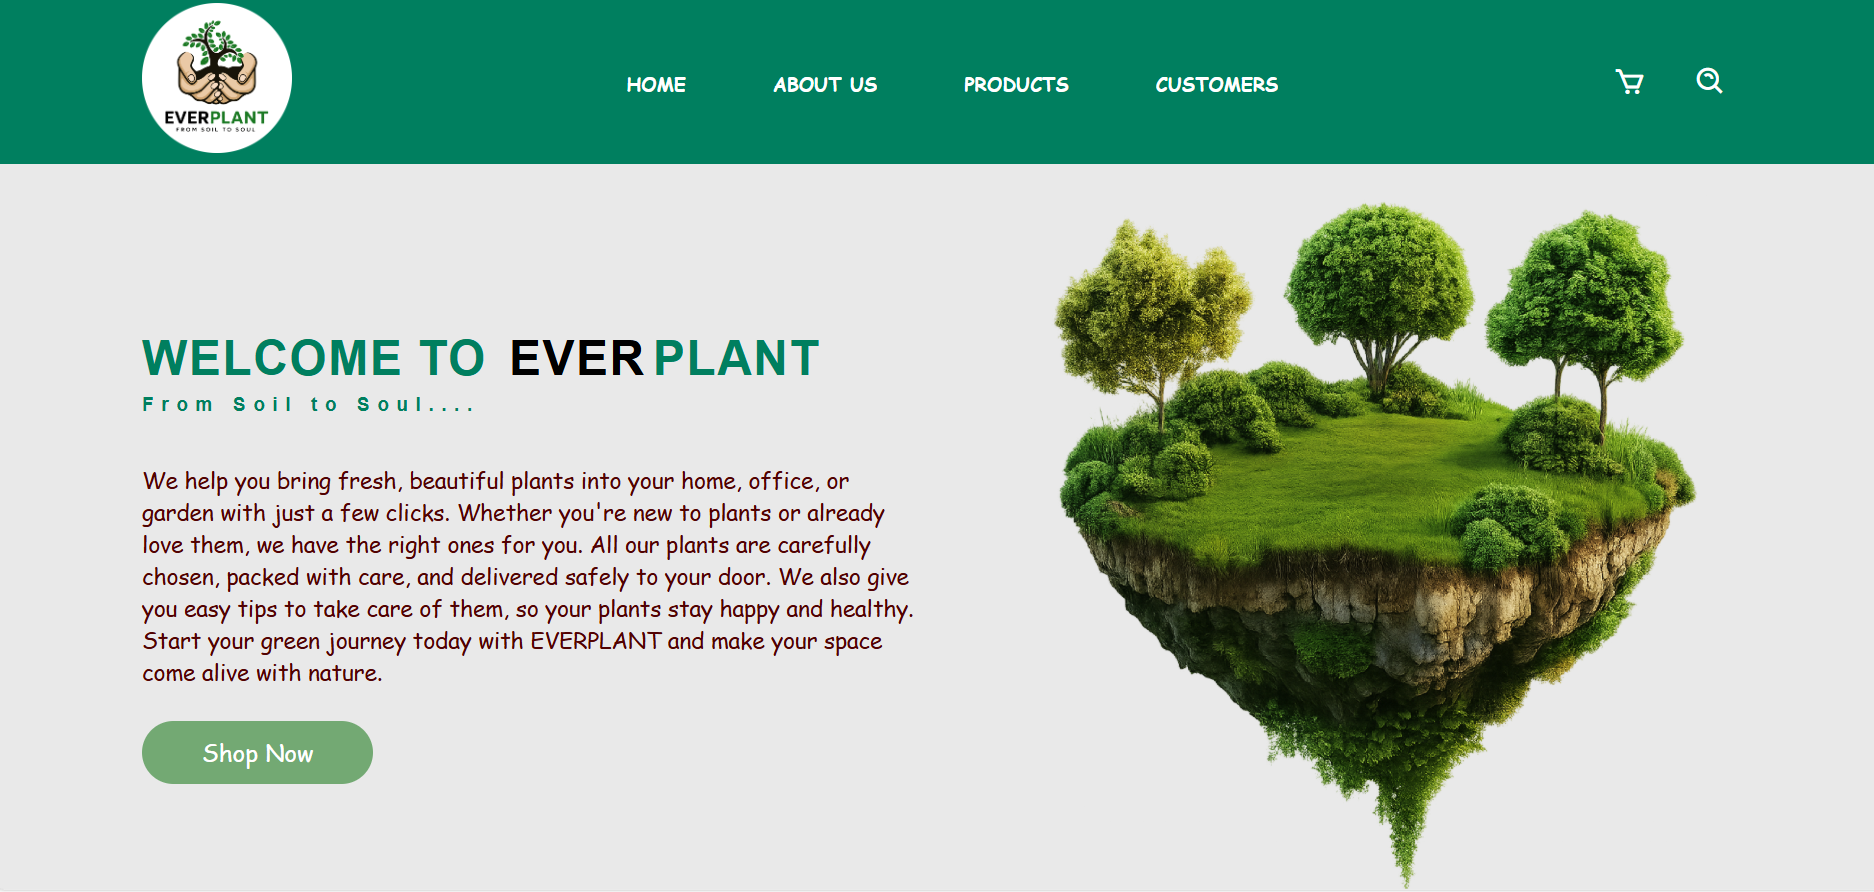 EVERPLANT
FROM SOIL TO SOUL
HOME
ABOUT US
PRODUCTS
CUSTOMERS
WELCOME TO EVER PLANT
From Soil to Soul....
We help you bring fresh, beautiful plants into your home, office, or
garden with just a few clicks. Whether you're new to plants or already
love them, we have the right ones for you. All our plants are carefully
chosen, packed with care, and delivered safely to your door. We also give
you easy tips to take care of them, so your plants stay happy and healthy.
Start your green journey today with EVERPLANT and make your space
come alive with nature.
Shop Now